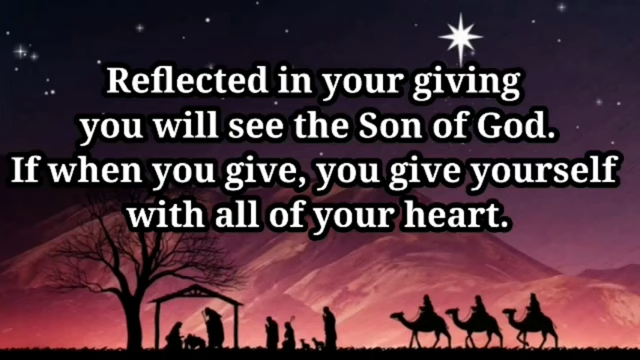 Reflected in your giving
you will see the Son of God.
If when you give, you give yourself
with all of your heart.